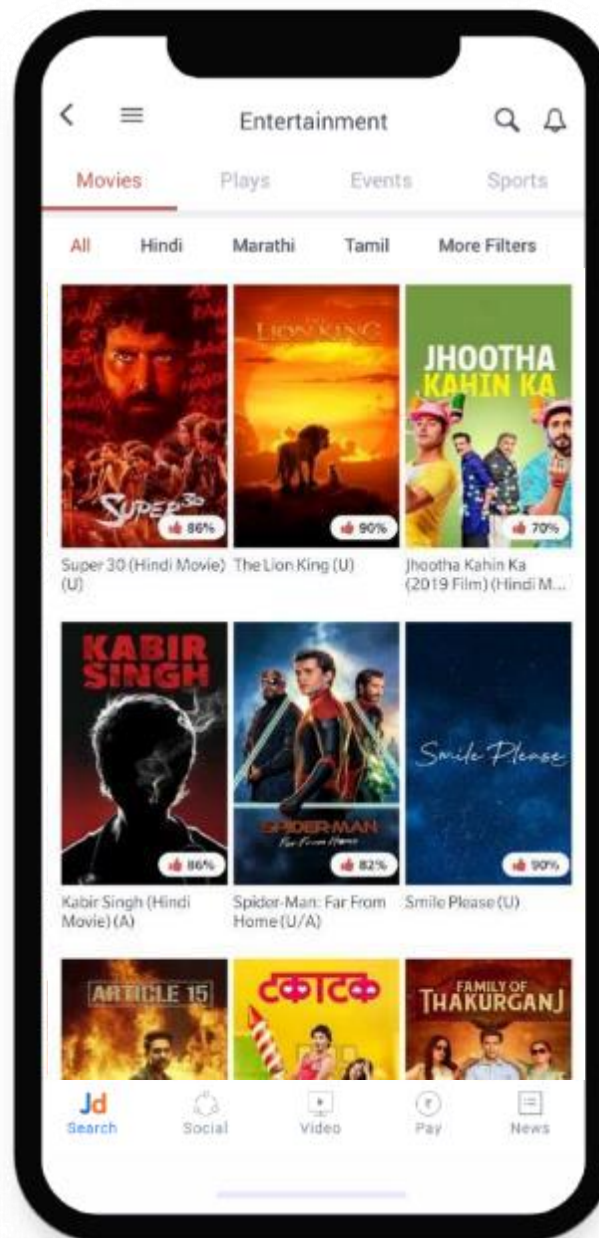 Entertainment
Movies Plays Events Sports
All Hindi Marathi Tamil More Filters
SUPER 30
THE LION KING
JHOOTHA
KAHIN KA
86% 90% 70%
Super 30 (Hindi Movie) The Lion King (U) Jhootha Kahin Ka
(U) (2019 Film) (Hindi M...
KABIR
SINGH
SPIDER-MAN
Far From Home
Smile Please
86% 82% 90%
Kabir Singh (Hindi Spider-Man: Far From Smile Please (U)
Movie) (A) Home (U/A)
ARTICLE 15
टकाटक
FAMILY OF
THAKURGANJ
Jd
Search Social Video Pay News